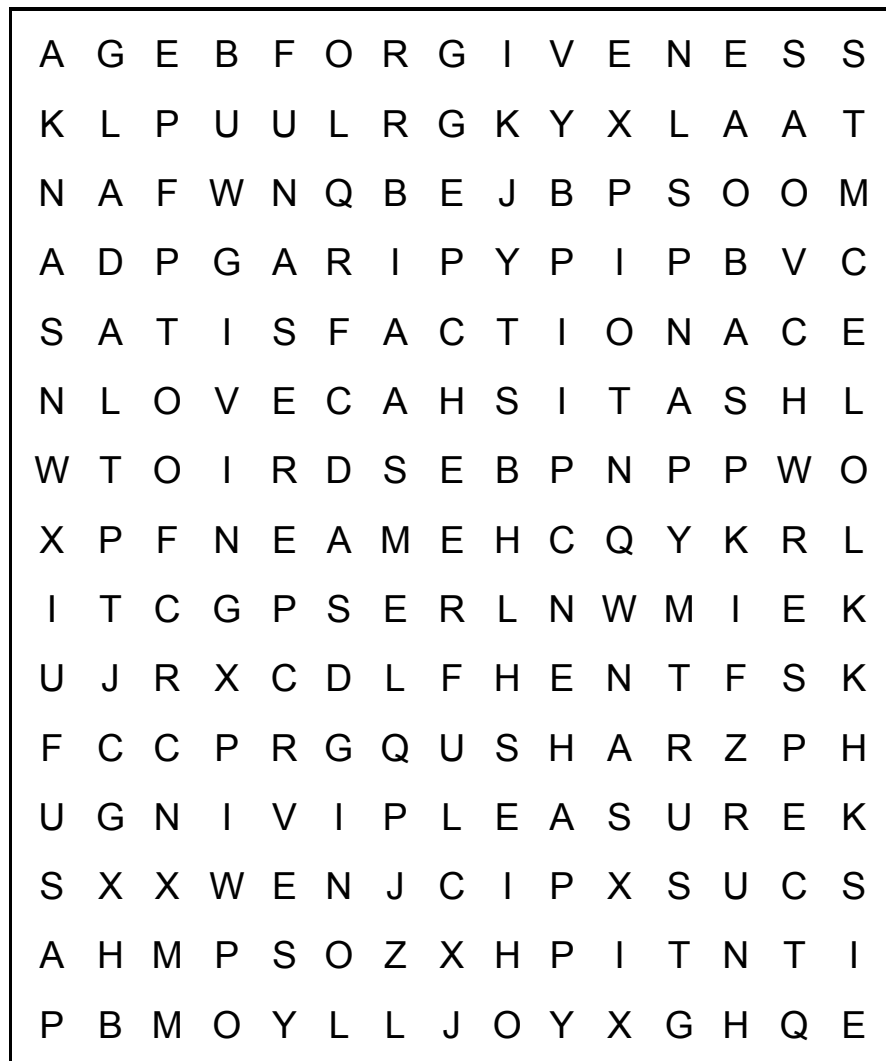 A G E B F O R G I V E N E S S
K L P U U L R G K Y X L A A T
N A F W N Q B E J B P S O O M
A D P G A R I P Y P I P B V C
S A T I S F A C T I O N A C E
N L O V E C A H S I T A S H L
W T O I R D S E B P N P P W O
X P F N E A M E H C Q Y K R L
I T C G P S E R L N W M I E K
U J R X C D L F H E N T F S K
F C C P R G Q U S H A R Z P H
U G N I V I P L E A S U R E K
S X X W E N J C I P X S U C S
A H M P S O Z X H P I T N T I
P B M O Y L L J O Y X G H Q E